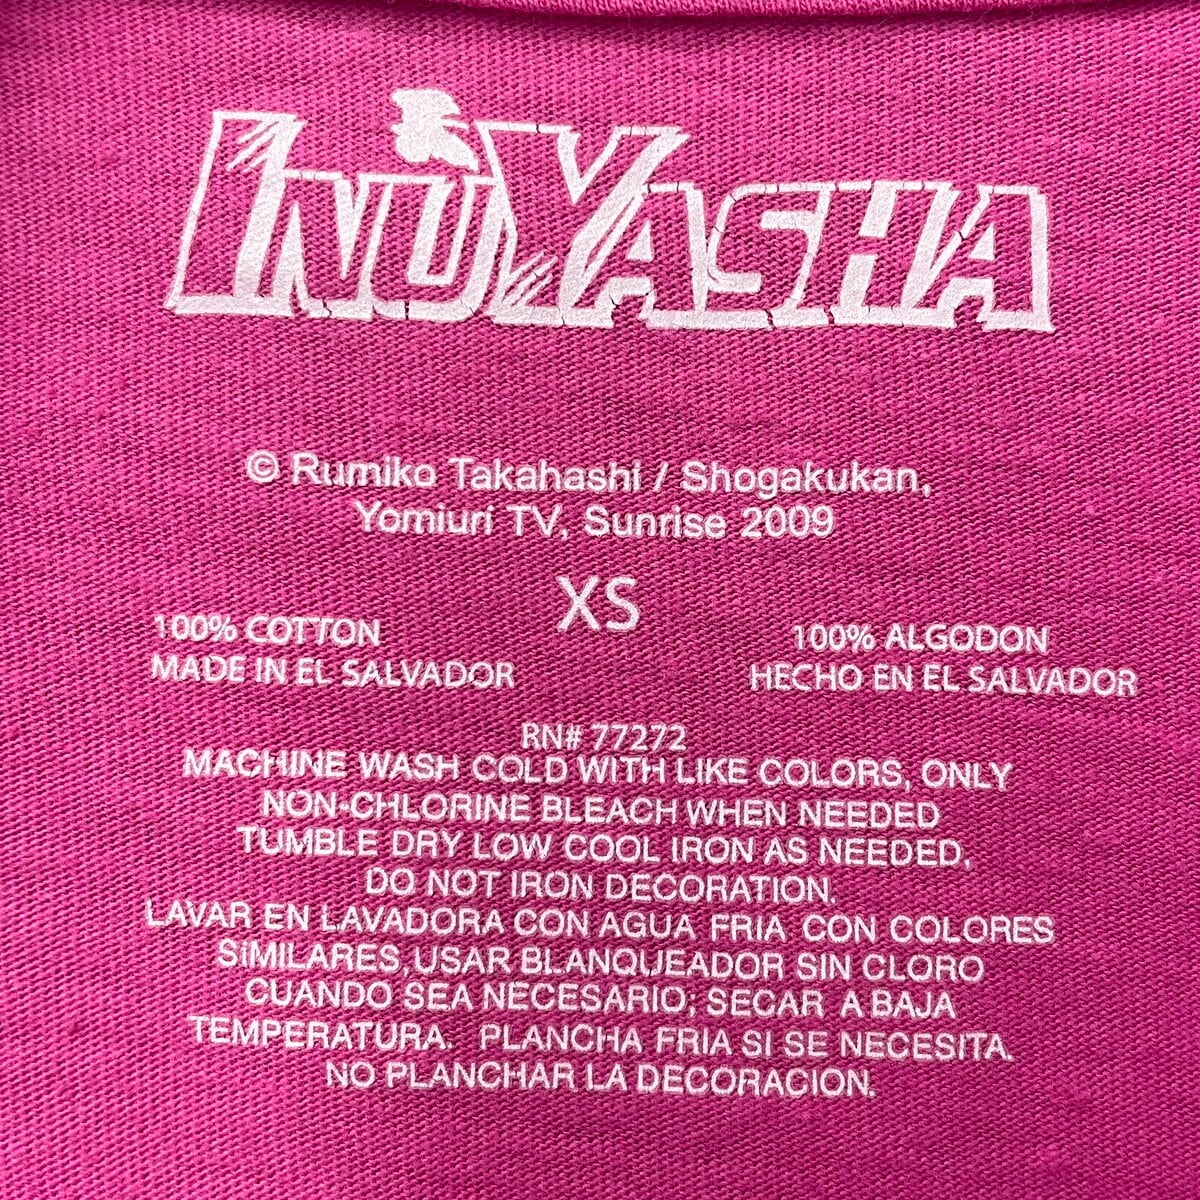 INUYASHA
© Rumiko Takahashi / Shogakukan,
Yomiuri TV, Sunrise 2009
XS
100% COTTON
MADE IN EL SALVADOR
100% ALGODON
HECHO EN EL SALVADOR
RN# 77272
MACHINE WASH COLD WITH LIKE COLORS, ONLY
NON-CHLORINE BLEACH WHEN NEEDED
TUMBLE DRY LOW COOL IRON AS NEEDED,
DO NOT IRON DECORATION.
LAVAR EN LAVADORA CON AGUA FRIA CON COLORES
SIMILARES, USAR BLANQUEADOR SIN CLORO
CUANDO SEA NECESARIO; SECAR A BAJA
TEMPERATURA. PLANCHA FRIA SI SE NECESITA.
NO PLANCHAR LA DECORACION.